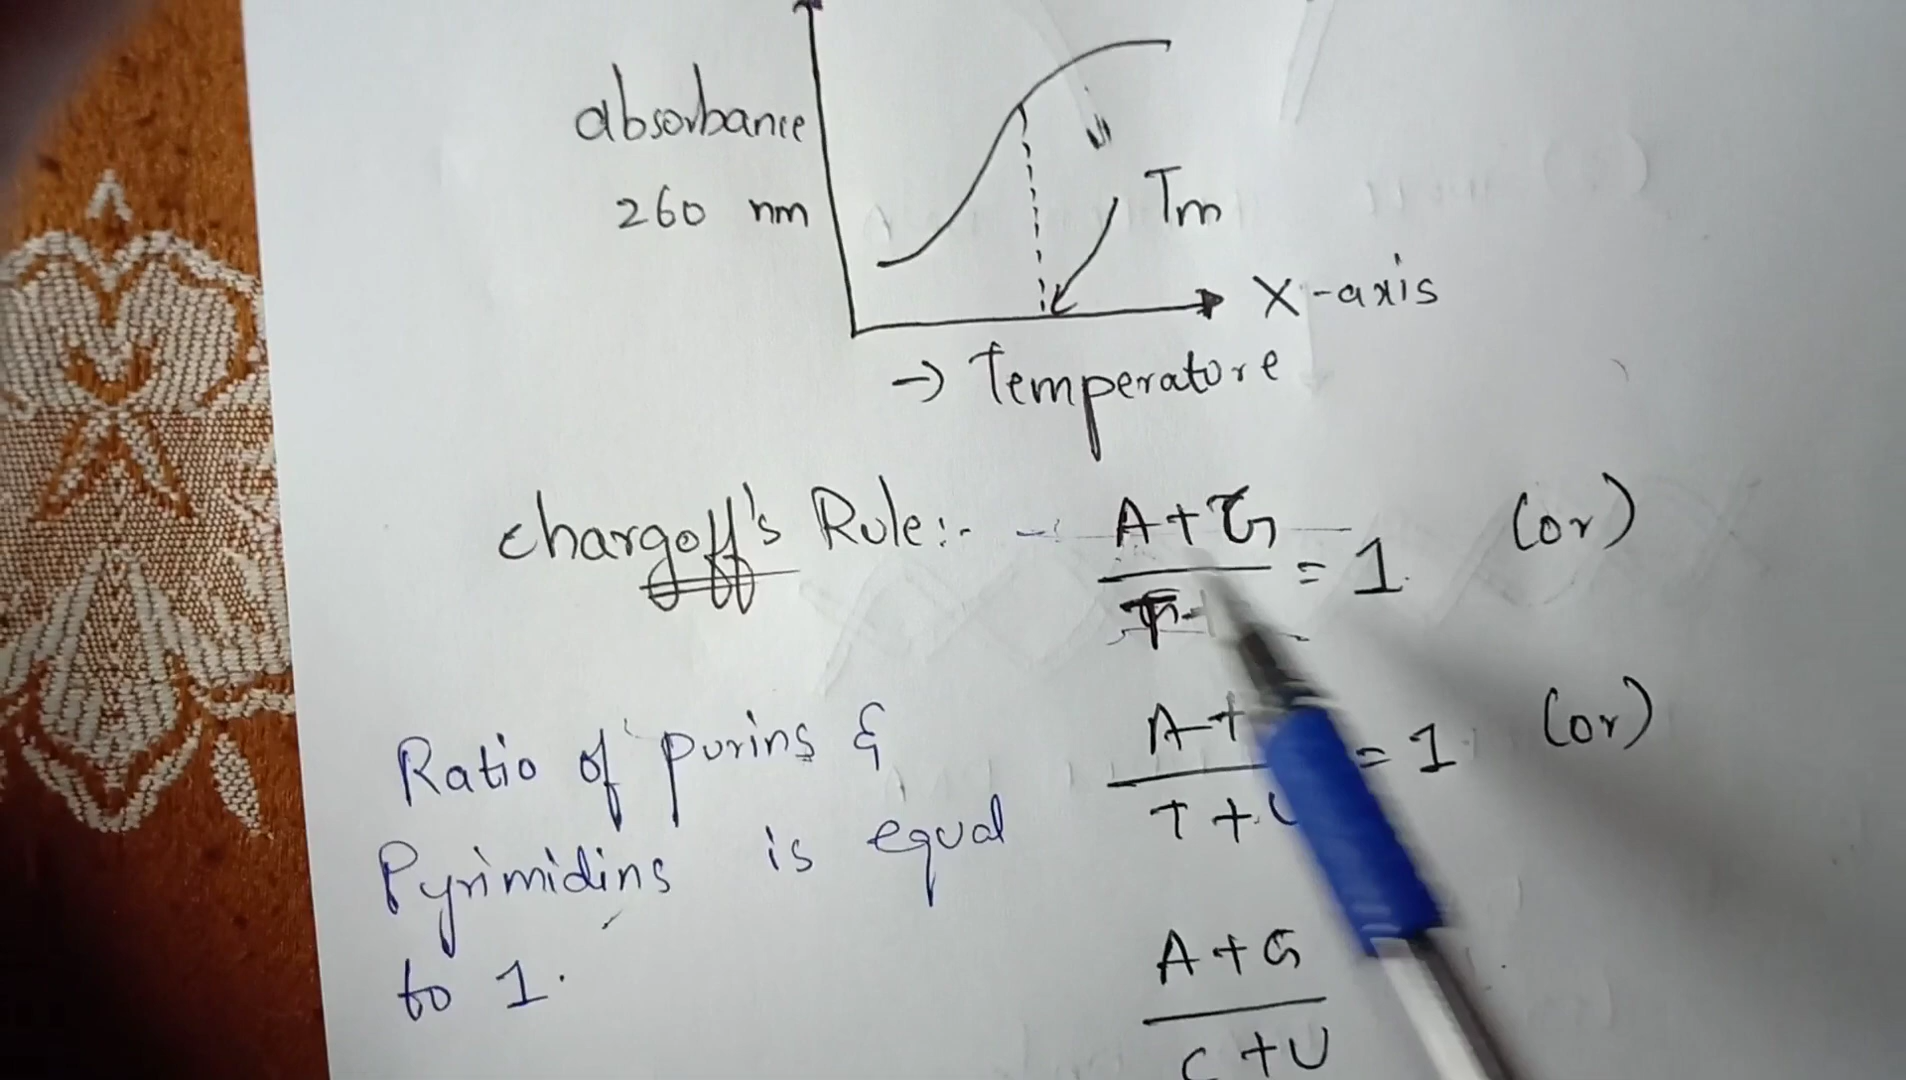 absorbance
260 nm
Tm
X-axis
→ Temperature
chargoff's Rule:-
= 1 (or)
Ratio of purins &
A+
T +
= 1 (or)
Pyrimidins is equal
to 1.
A+G
C+U